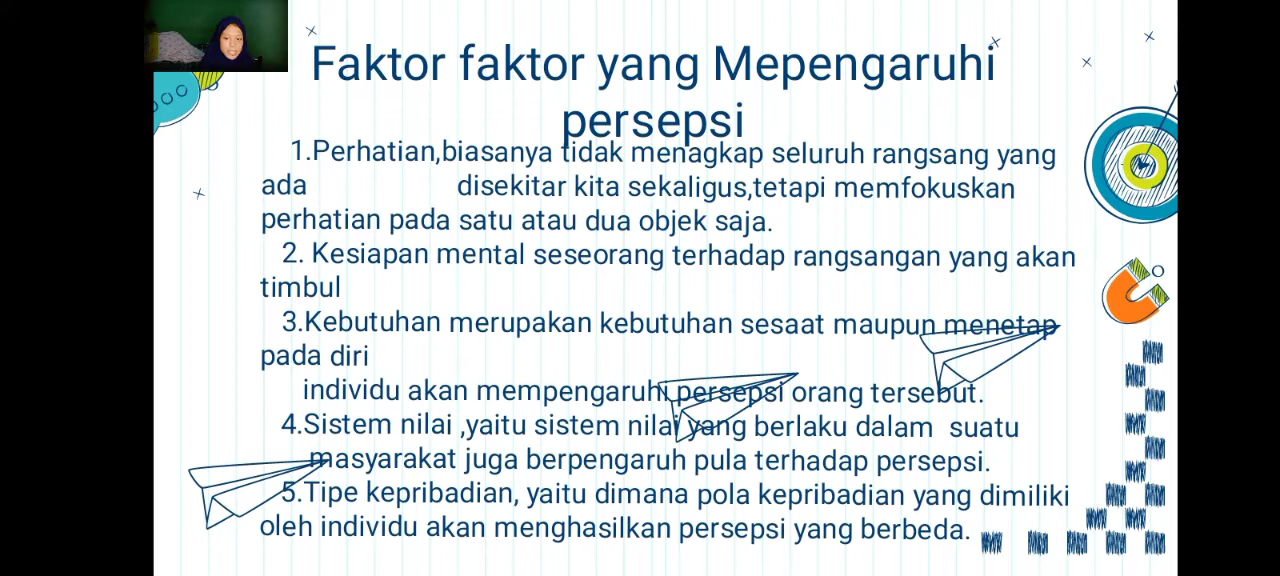 Faktor faktor yang Mepengaruhi
persepsi
1.Perhatian,biasanya tidak menagkap seluruh rangsang yang
ada disekitar kita sekaligus,tetapi memfokuskan
perhatian pada satu atau dua objek saja.
2. Kesiapan mental seseorang terhadap rangsangan yang akan
timbul
3.Kebutuhan merupakan kebutuhan sesaat maupun menetap
pada diri
individu akan mempengaruhi persepsi orang tersebut.
4.Sistem nilai ,yaitu sistem nilai yang berlaku dalam suatu
masyarakat juga berpengaruh pula terhadap persepsi.
5.Tipe kepribadian, yaitu dimana pola kepribadian yang dimiliki
oleh individu akan menghasilkan persepsi yang berbeda.